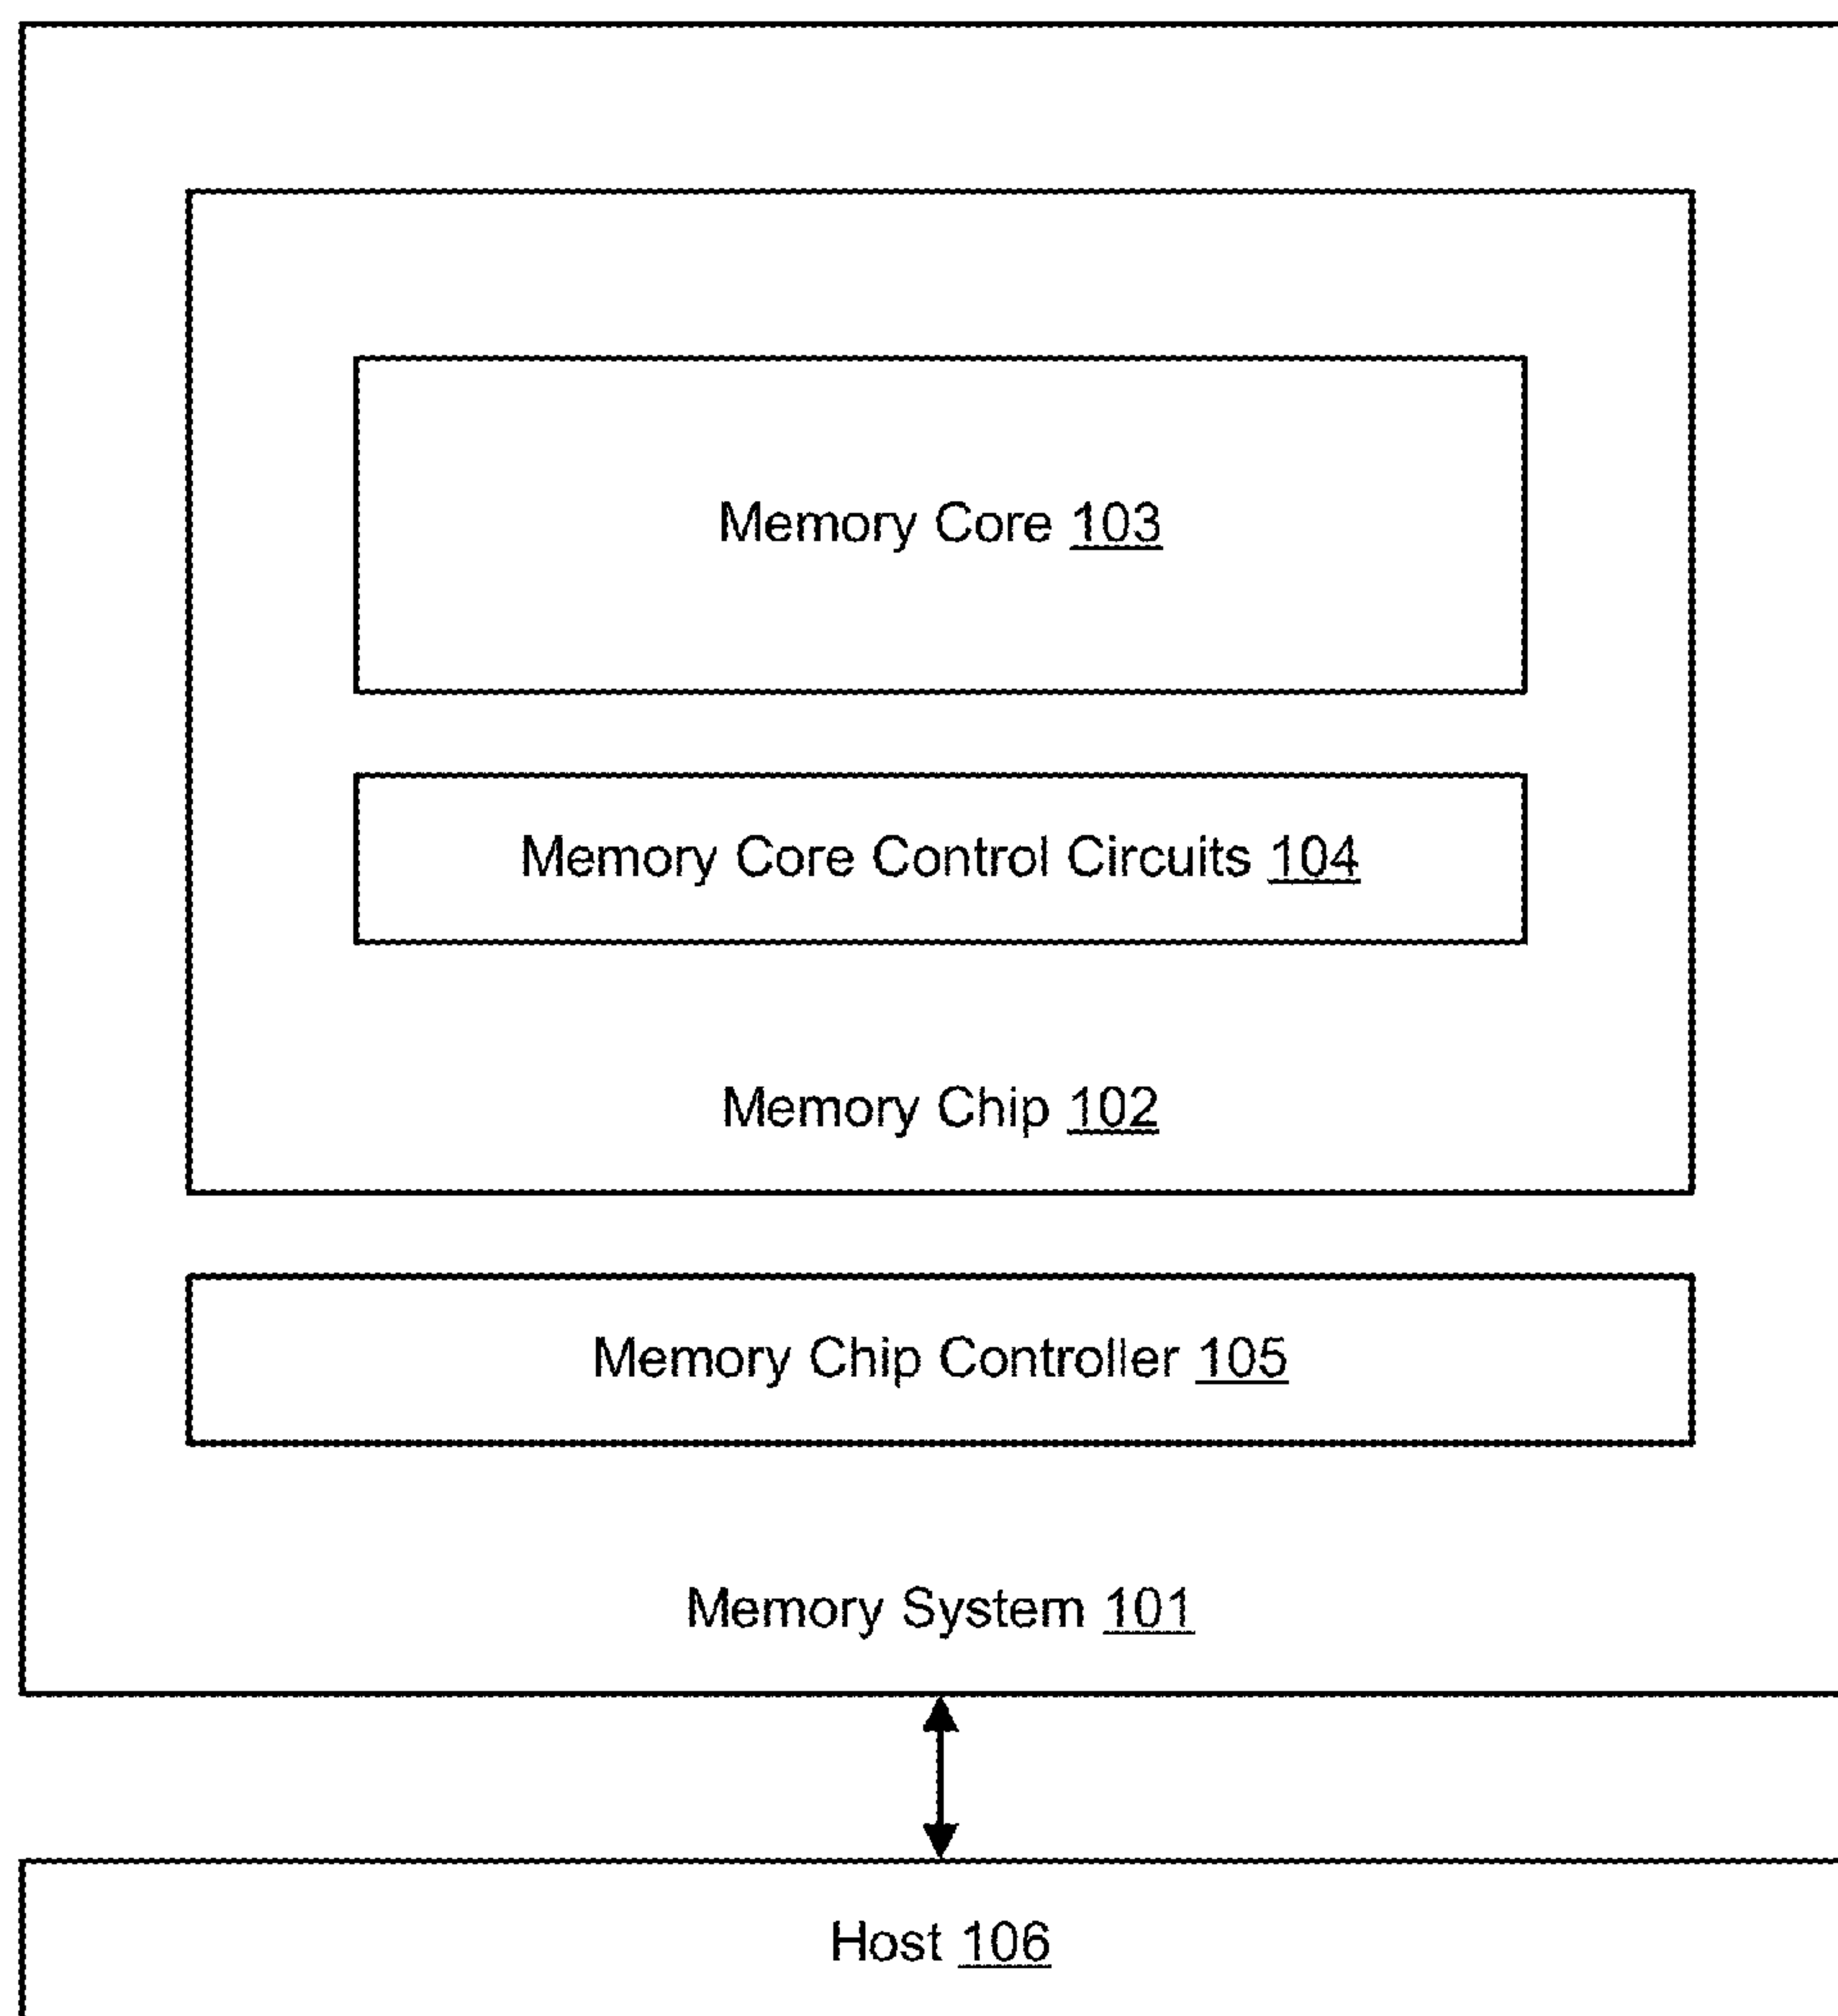 Memory Core 103
Memory Core Control Circuits 104
Memory Chip 102
Memory Chip Controller 105
Memory System 101
Host 106